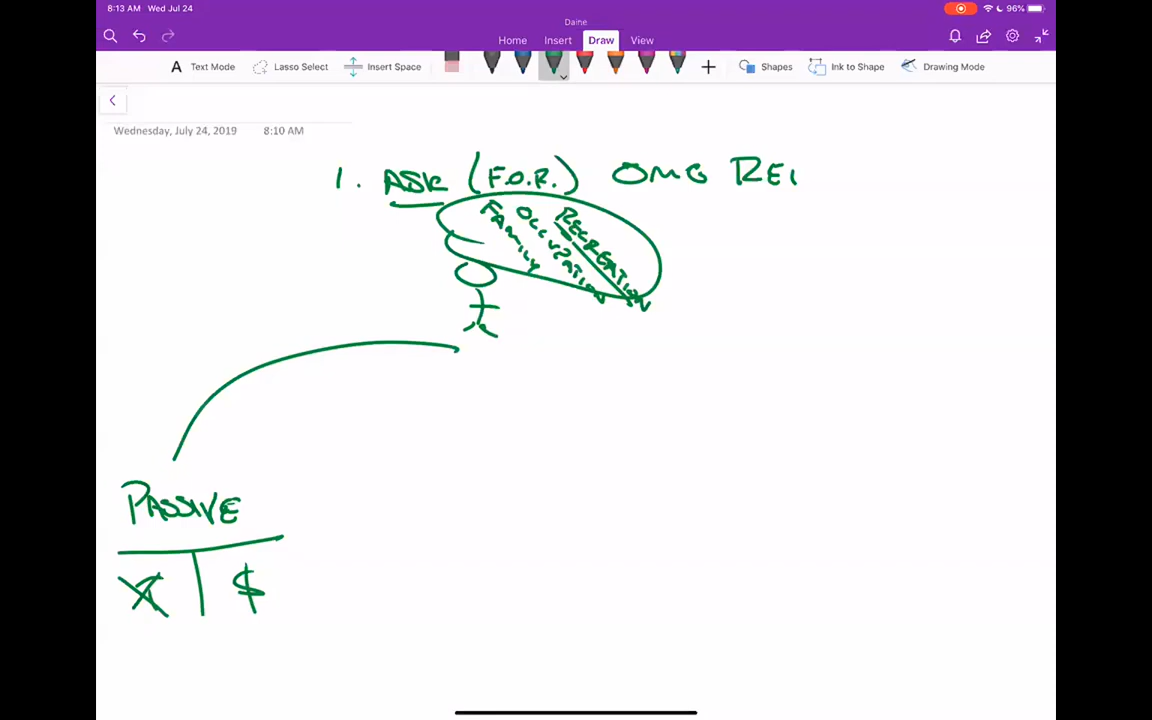 8:13 AM Wed Jul 24
96%
Daine
Home Insert Draw View
Text Mode Lasso Select Insert Space Shapes Ink to Shape Drawing Mode
Wednesday, July 24, 2019 8:10 AM
1. ASK (F.O.R.) OMG REI
FAMILY OCCUPATION RECREATION
PASSIVE
$